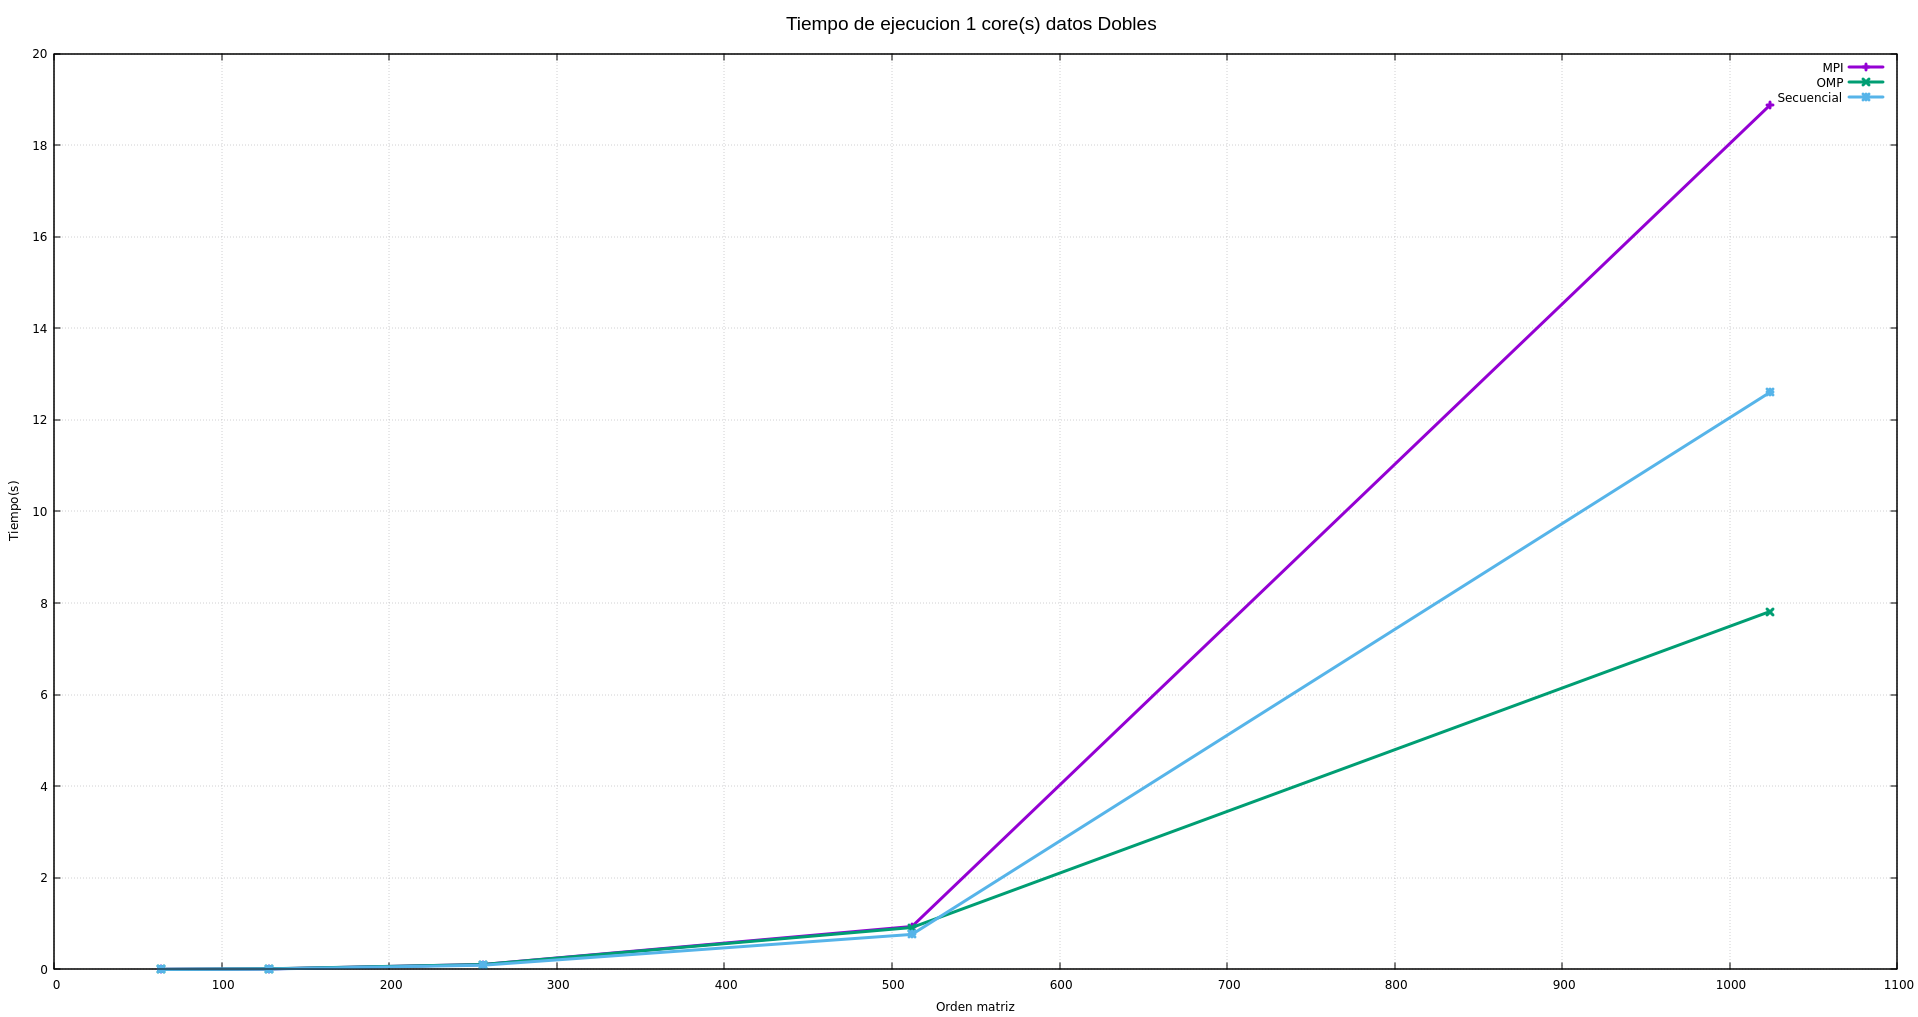 Tiempo de ejecucion 1 core(s) datos Dobles
MPI
OMP
Secuencial
20
18
16
14
12
10
8
6
4
2
0
Tiempo(s)
0 100 200 300 400 500 600 700 800 900 1000 1100
Orden matriz